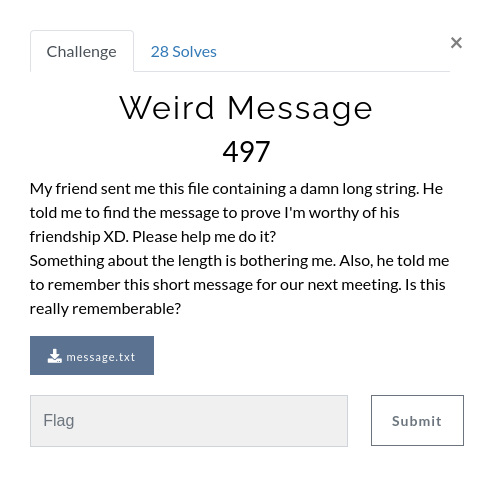 Challenge
28 Solves
×
Weird Message
497
My friend sent me this file containing a damn long string. He
told me to find the message to prove I'm worthy of his
friendship XD. Please help me do it?
Something about the length is bothering me. Also, he told me
to remember this short message for our next meeting. Is this
really rememberable?
message.txt
Flag
Submit